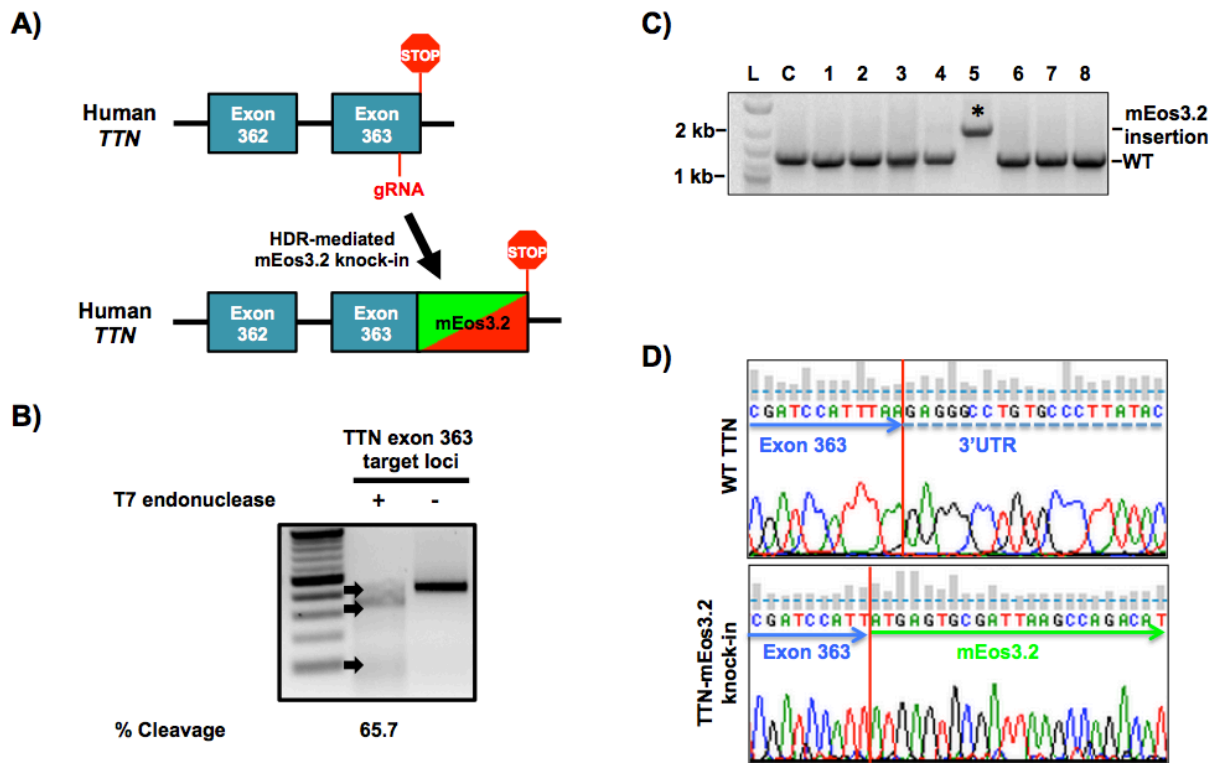 A)
STOP
Human
TTN
Exon
362
Exon
363
gRNA
HDR-mediated
mEos3.2 knock-in
STOP
Human
TTN
Exon
362
Exon
363
mEos3.2
B)
TTN exon 363
target loci
T7 endonuclease + -
% Cleavage 65.7
C)
L C 1 2 3 4 5 6 7 8
*
2 kb
1 kb
mEos3.2
insertion
WT
D)
WT TTN
CGATCCATTTAAGAGGGCCTGTGCCCTTATAC
Exon 363 3'UTR
TTN-mEos3.2
knock-in
CGATCCATTATGAGTGCGATTAAGCCAGACAT
Exon 363 mEos3.2